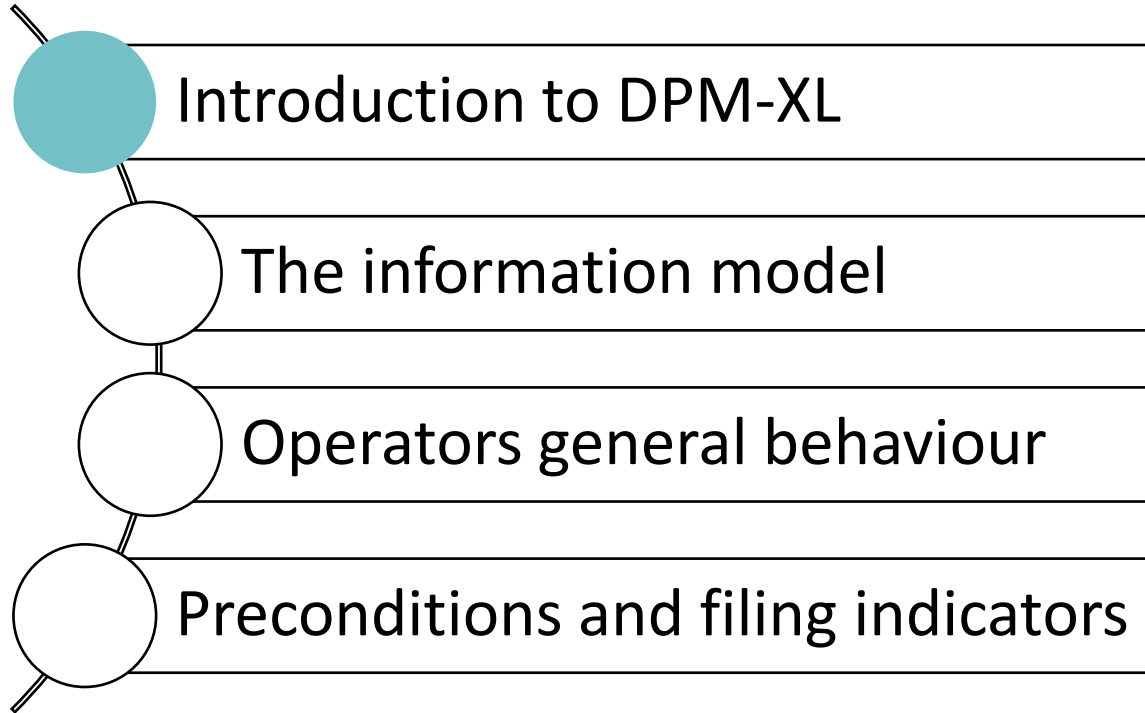 Introduction to DPM-XL
The information model
Operators general behaviour
Preconditions and filing indicators